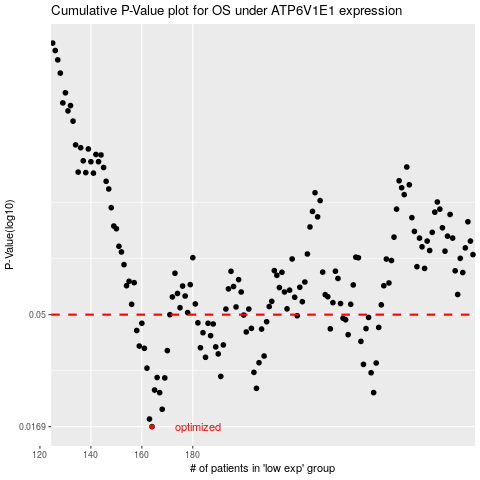 Cumulative P-Value plot for OS under ATP6V1E1 expression
P-Value(log10)
0.05
0.0169
optimized
120 140 160 180
# of patients in 'low exp' group